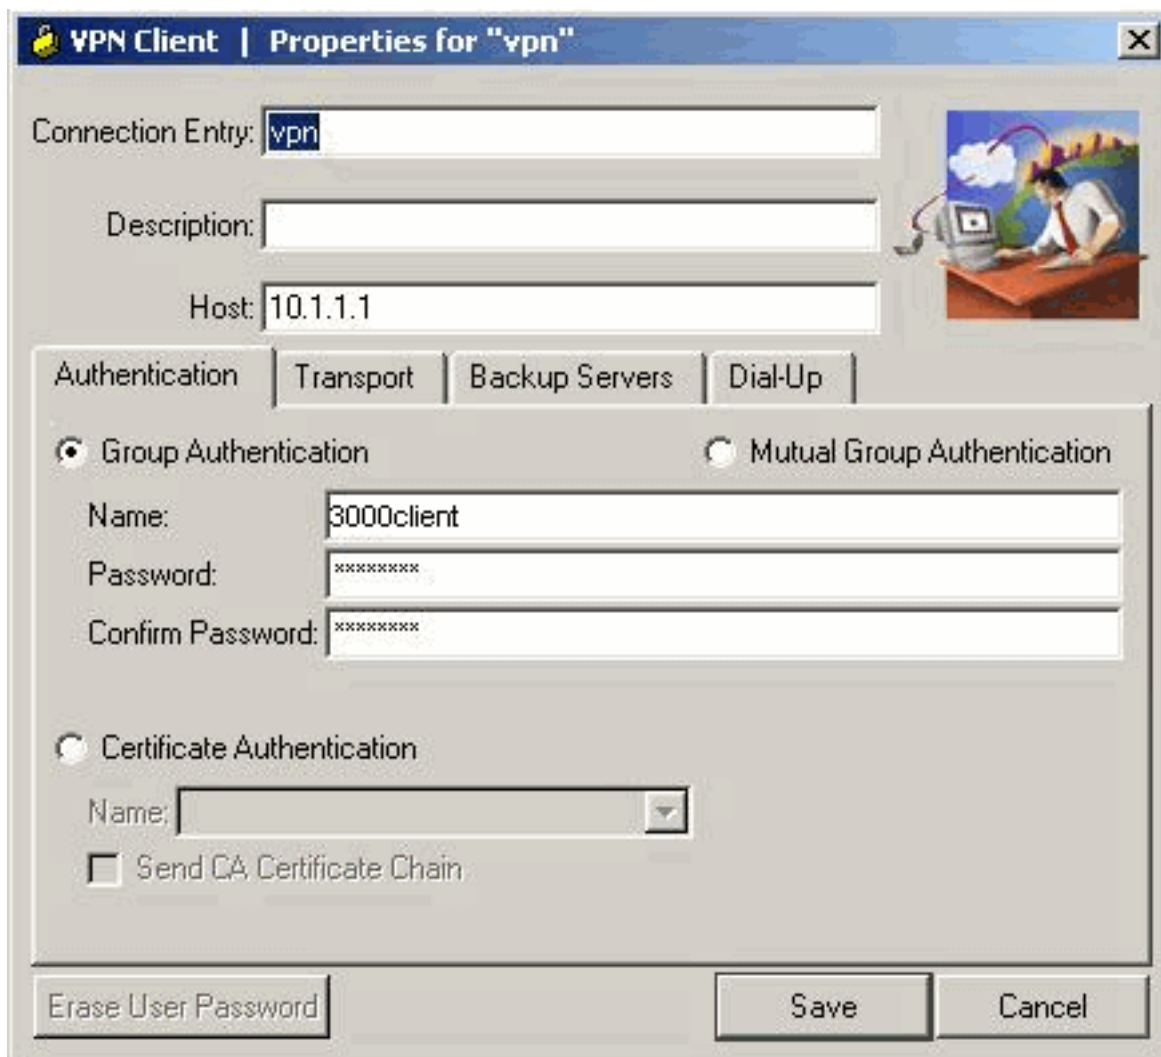 VPN Client | Properties for "vpn"
Connection Entry: vpn
Description:
Host: 10.1.1.1
Authentication Transport Backup Servers Dial-Up
Group Authentication Mutual Group Authentication
Name: 3000client
Password: ********
Confirm Password: ********
Certificate Authentication
Name:
Send CA Certificate Chain
Erase User Password Save Cancel